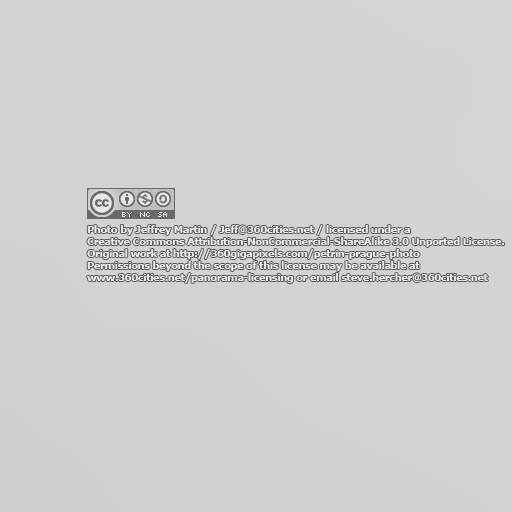 cc BY NC SA
Photo by Jeffrey Martin / Jeff@360cities.net / licensed under a
Creative Commons Attribution-NonCommercial-ShareAlike 3.0 Unported License.
Original work at http://360gigapixels.com/petrin-prague-photo
Permissions beyond the scope of this license may be available at
www.360cities.net/panorama-licensing or email steve.hercher@360cities.net